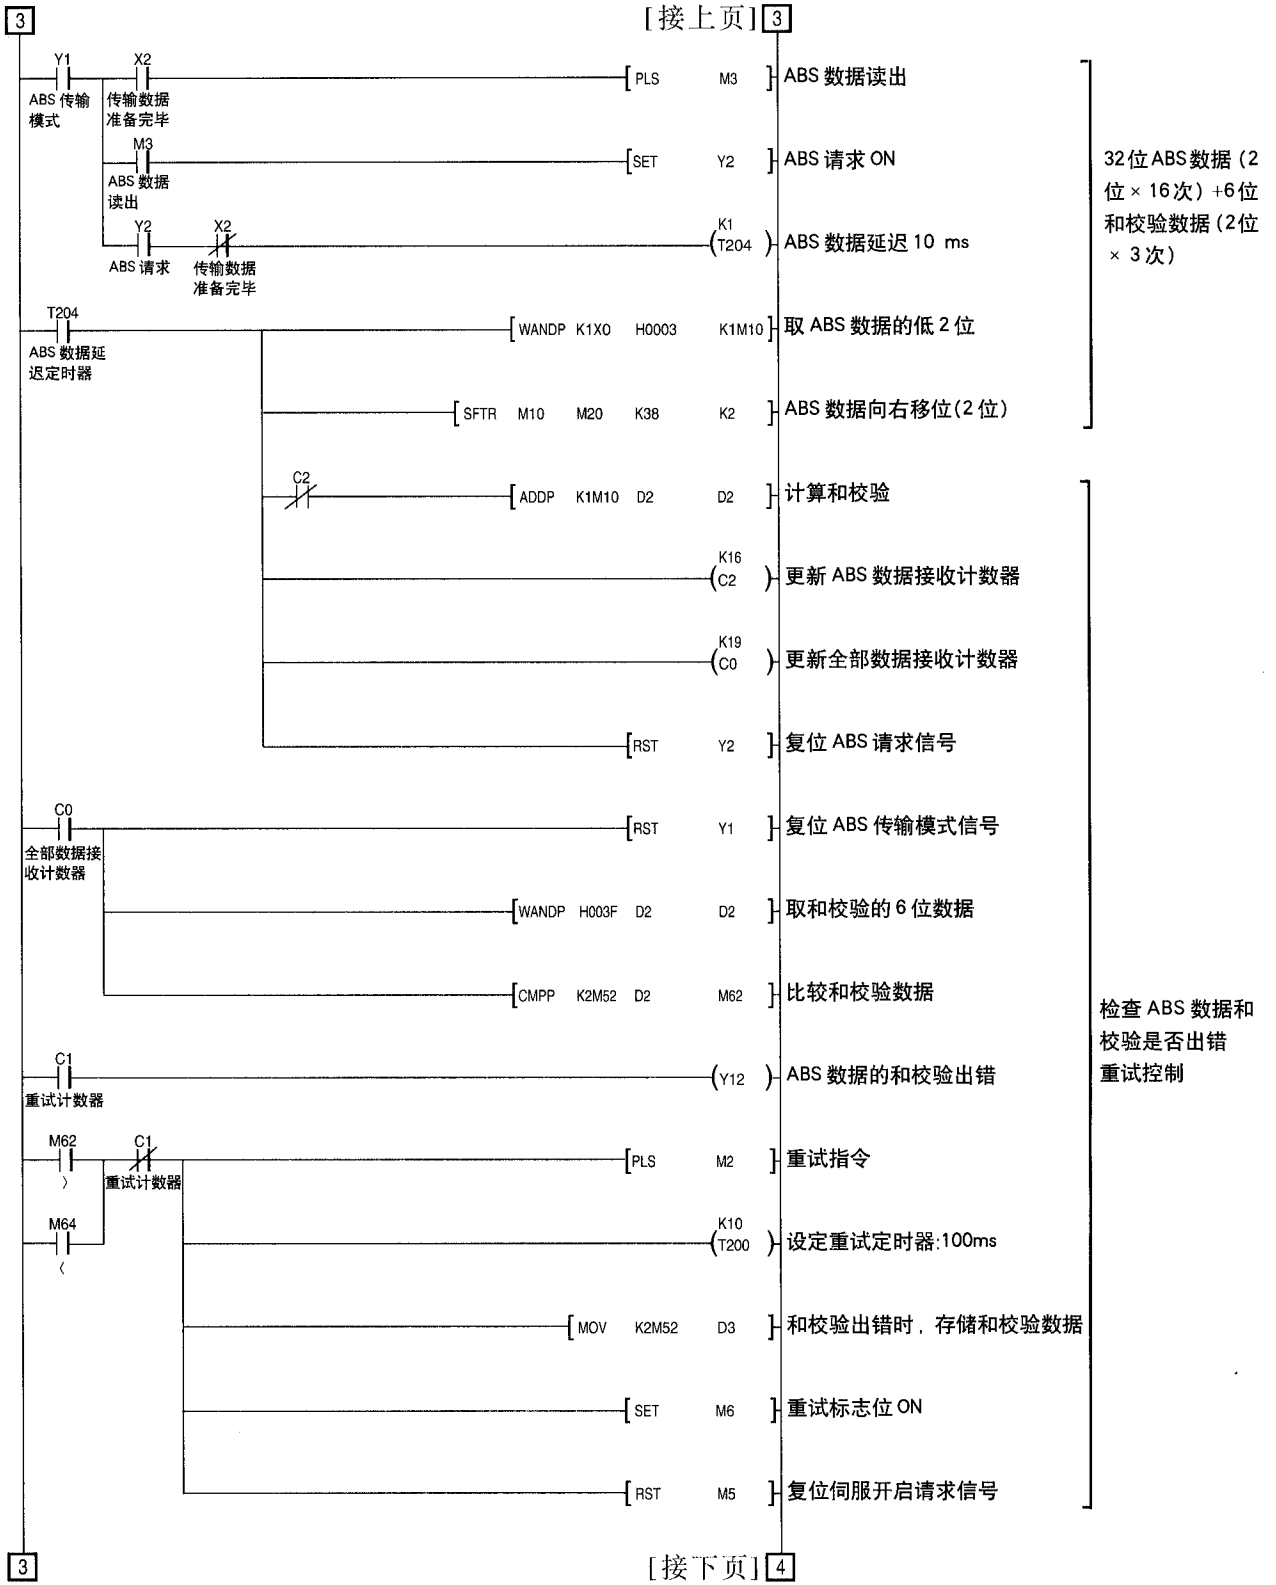 3
[接上页] 3
Y1 X2
[PLS M3] ABS 数据读出
ABS 传输
模式
传输数据
准备完毕
M3
[SET Y2] ABS 请求 ON
ABS 数据
读出
Y2 X2 K1
(T204) ABS 数据延迟 10 ms
ABS 请求
传输数据
准备完毕
32位ABS数据(2
位×16次)+6位
和校验数据(2位
×3次)
T204
[WANDP K1X0 H0003 K1M10] 取 ABS 数据的低 2 位
ABS 数据延
迟定时器
[SFTR M10 M20 K38 K2] ABS 数据向右移位(2 位)
C2
[ADDP K1M10 D2 D2] 计算和校验
K16
(C2) 更新 ABS 数据接收计数器
K19
(C0) 更新全部数据接收计数器
[RST Y2] 复位 ABS 请求信号
C0
[RST Y1] 复位 ABS 传输模式信号
全部数据接
收计数器
[WANDP H003F D2 D2] 取和校验的 6 位数据
[CMPP K2M52 D2 M62] 比较和校验数据
检查 ABS 数据和
校验是否出错
重试控制
C1
(Y12) ABS 数据的和校验出错
重试计数器
M62 C1
[PLS M2] 重试指令
〉 重试计数器
M64 K10
(T200) 设定重试定时器:100ms
〈
[MOV K2M52 D3] 和校验出错时, 存储和校验数据
[SET M6] 重试标志位 ON
[RST M5] 复位伺服开启请求信号
3
[接下页] 4